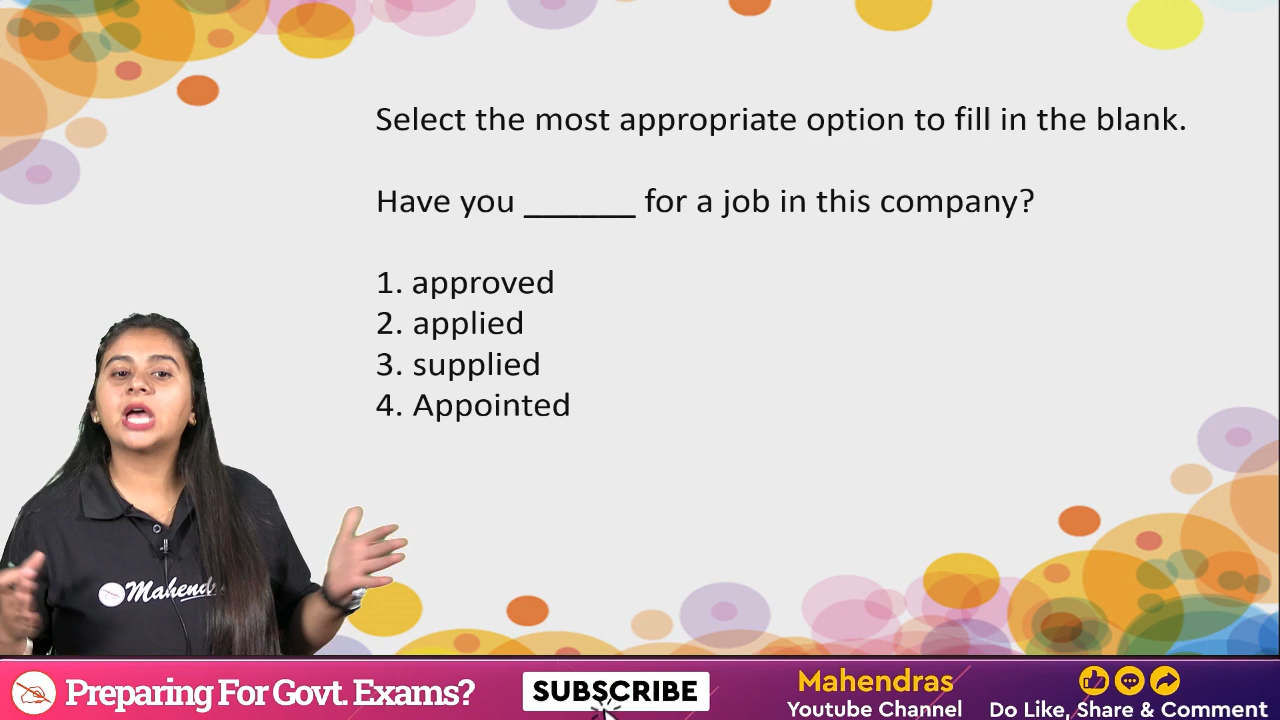 Select the most appropriate option to fill in the blank.
Have you ______ for a job in this company?
1. approved
2. applied
3. supplied
4. Appointed
Preparing For Govt. Exams?
SUBSCRIBE
Mahendras
Youtube Channel
Do Like, Share & Comment